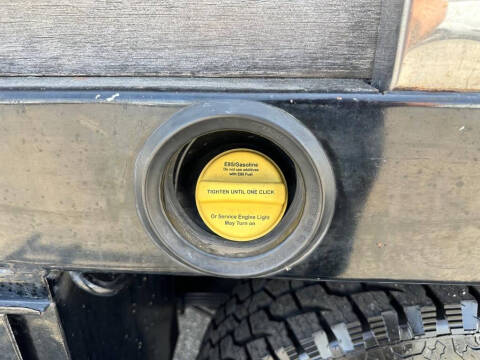 E85/Gasoline
Do not use additives
with E85 Fuel
TIGHTEN UNTIL ONE CLICK
Or Service Engine Light
May Turn on